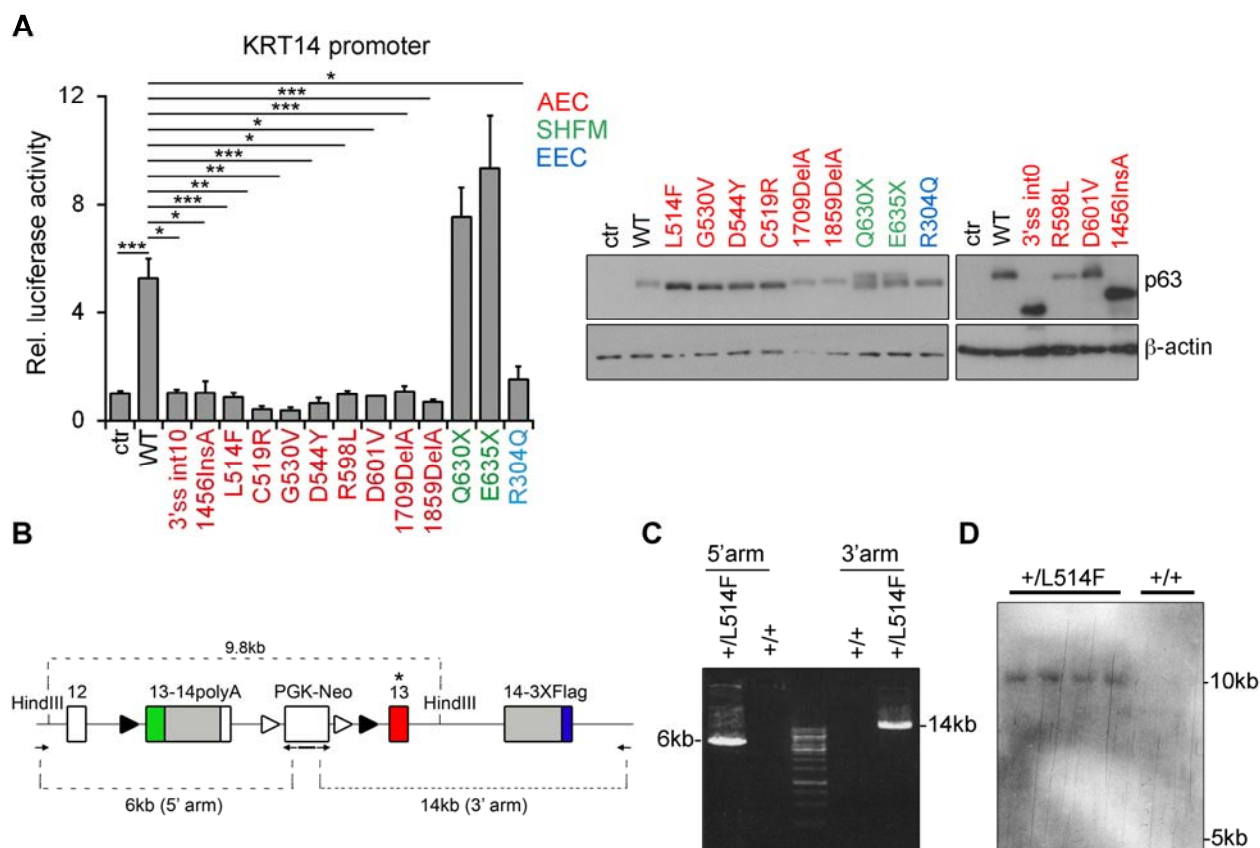 A
KRT14 promoter
Rel. luciferase activity
12
8
4
0
*
***
***
*
*
***
**
**
***
*
*
***
AEC
SHFM
EEC
ctr
WT
3'ss int10
1456InsA
L514F
C519R
G530V
D544Y
R598L
D601V
1709DelA
1859DelA
Q630X
E635X
R304Q
ctr
WT
L514F
G530V
D544Y
C519R
1709DelA
1859DelA
Q630X
E635X
R304Q
ctr
WT
3'ss int0
R598L
D601V
1456InsA
p63
β-actin
B
9.8kb
*
HindIII 12 13-14polyA PGK-Neo 13 HindIII 14-3XFlag
6kb (5' arm) 14kb (3' arm)
C
5'arm 3'arm
+/L514F
+/+
+/+
+/L514F
6kb-
-14kb
D
+/L514F +/+
-10kb
-5kb